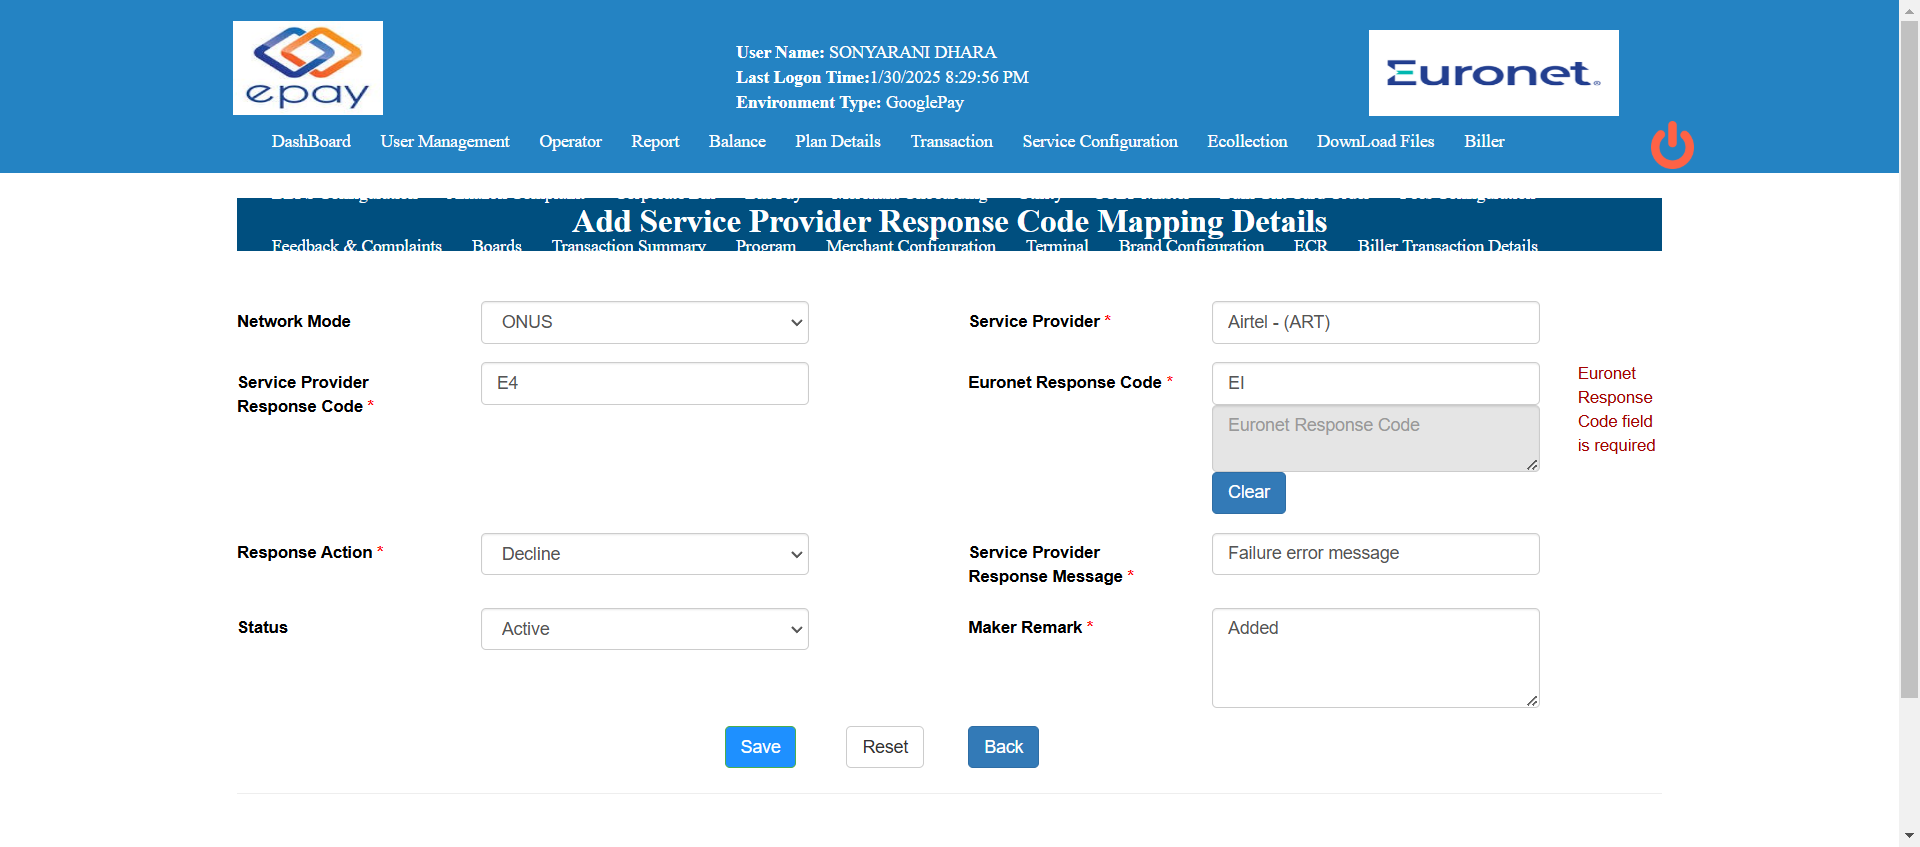 epay
User Name: SONYARANI DHARA
Last Logon Time:1/30/2025 8:29:56 PM
Environment Type: GooglePay
Euronet
DashBoard User Management Operator Report Balance Plan Details Transaction Service Configuration Ecollection DownLoad Files Biller
Add Service Provider Response Code Mapping Details
Feedback & Complaints Boards Transaction Summary Program Merchant Configuration Terminal Brand Configuration ECR Biller Transaction Details
Network Mode ONUS Service Provider * Airtel - (ART)
Service Provider
Response Code * E4 Euronet Response Code * EI
Euronet Response Code
Clear
Euronet
Response
Code field
is required
Response Action * Decline Service Provider
Response Message * Failure error message
Status Active Maker Remark * Added
Save Reset Back